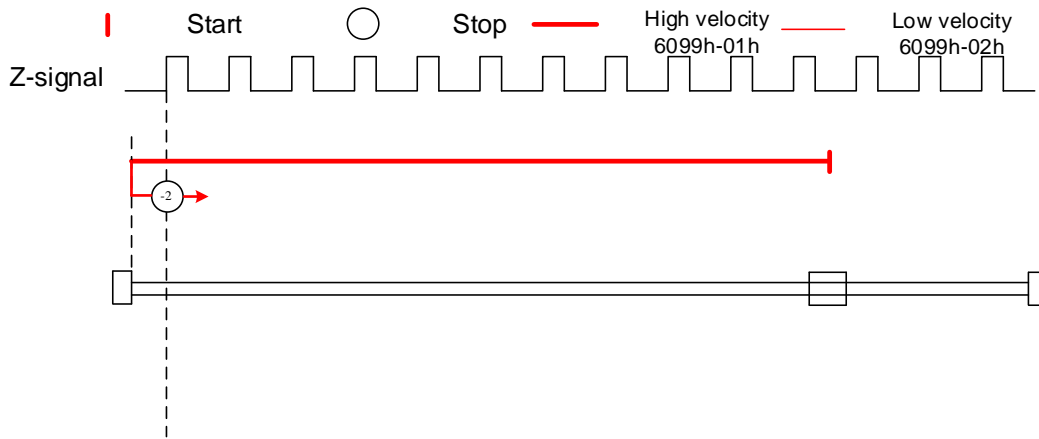 Start
Stop
High velocity
6099h-01h
Low velocity
6099h-02h
Z-signal
-2